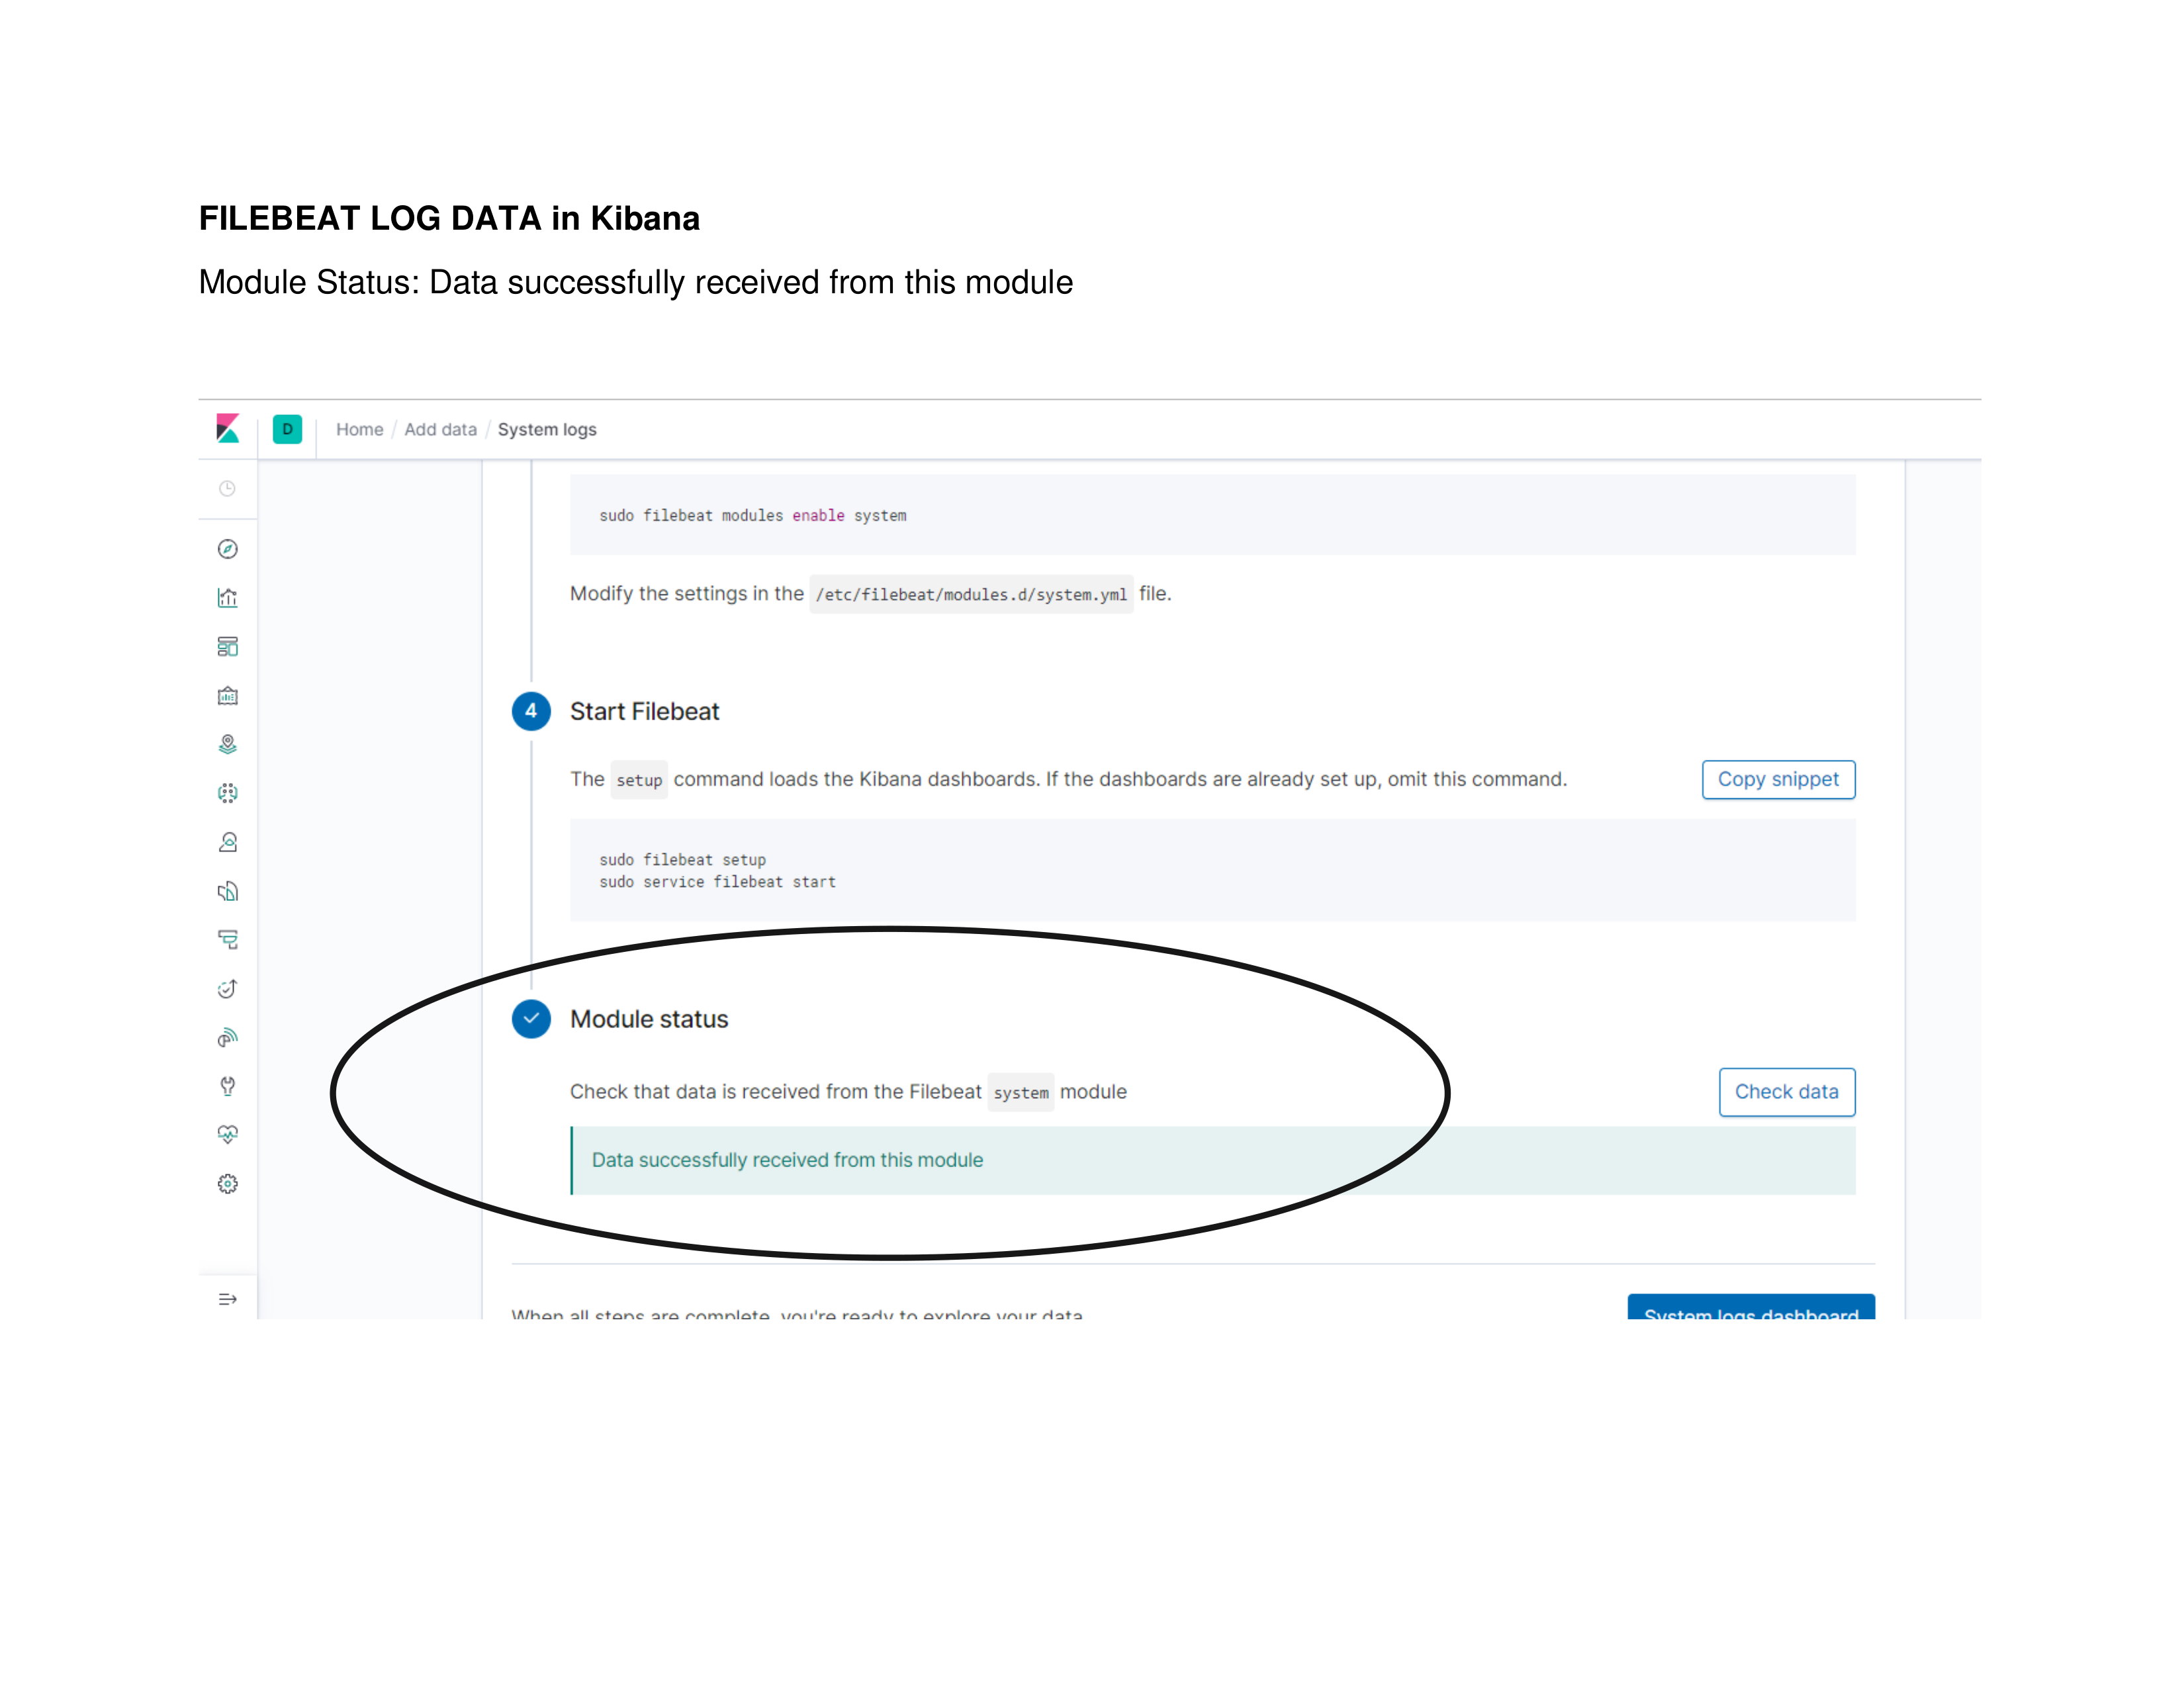 FILEBEAT LOG DATA in Kibana
Module Status: Data successfully received from this module
D
Home / Add data / System logs
sudo filebeat modules enable system
Modify the settings in the /etc/filebeat/modules.d/system.yml file.
4 Start Filebeat
The setup command loads the Kibana dashboards. If the dashboards are already set up, omit this command.
Copy snippet
sudo filebeat setup
sudo service filebeat start
Module status
Check that data is received from the Filebeat system module
Check data
Data successfully received from this module
When all steps are complete, you're ready to explore your data.
System logs dashboard